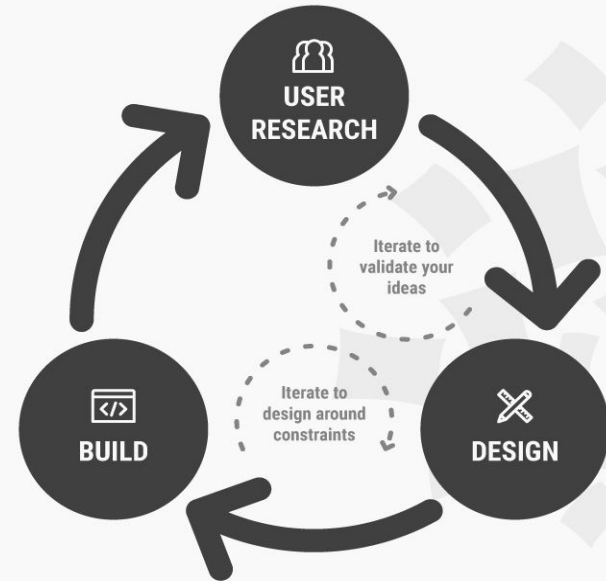 USER
RESEARCH
Iterate to
validate your
ideas
Iterate to
design around
constraints
</>
BUILD
DESIGN